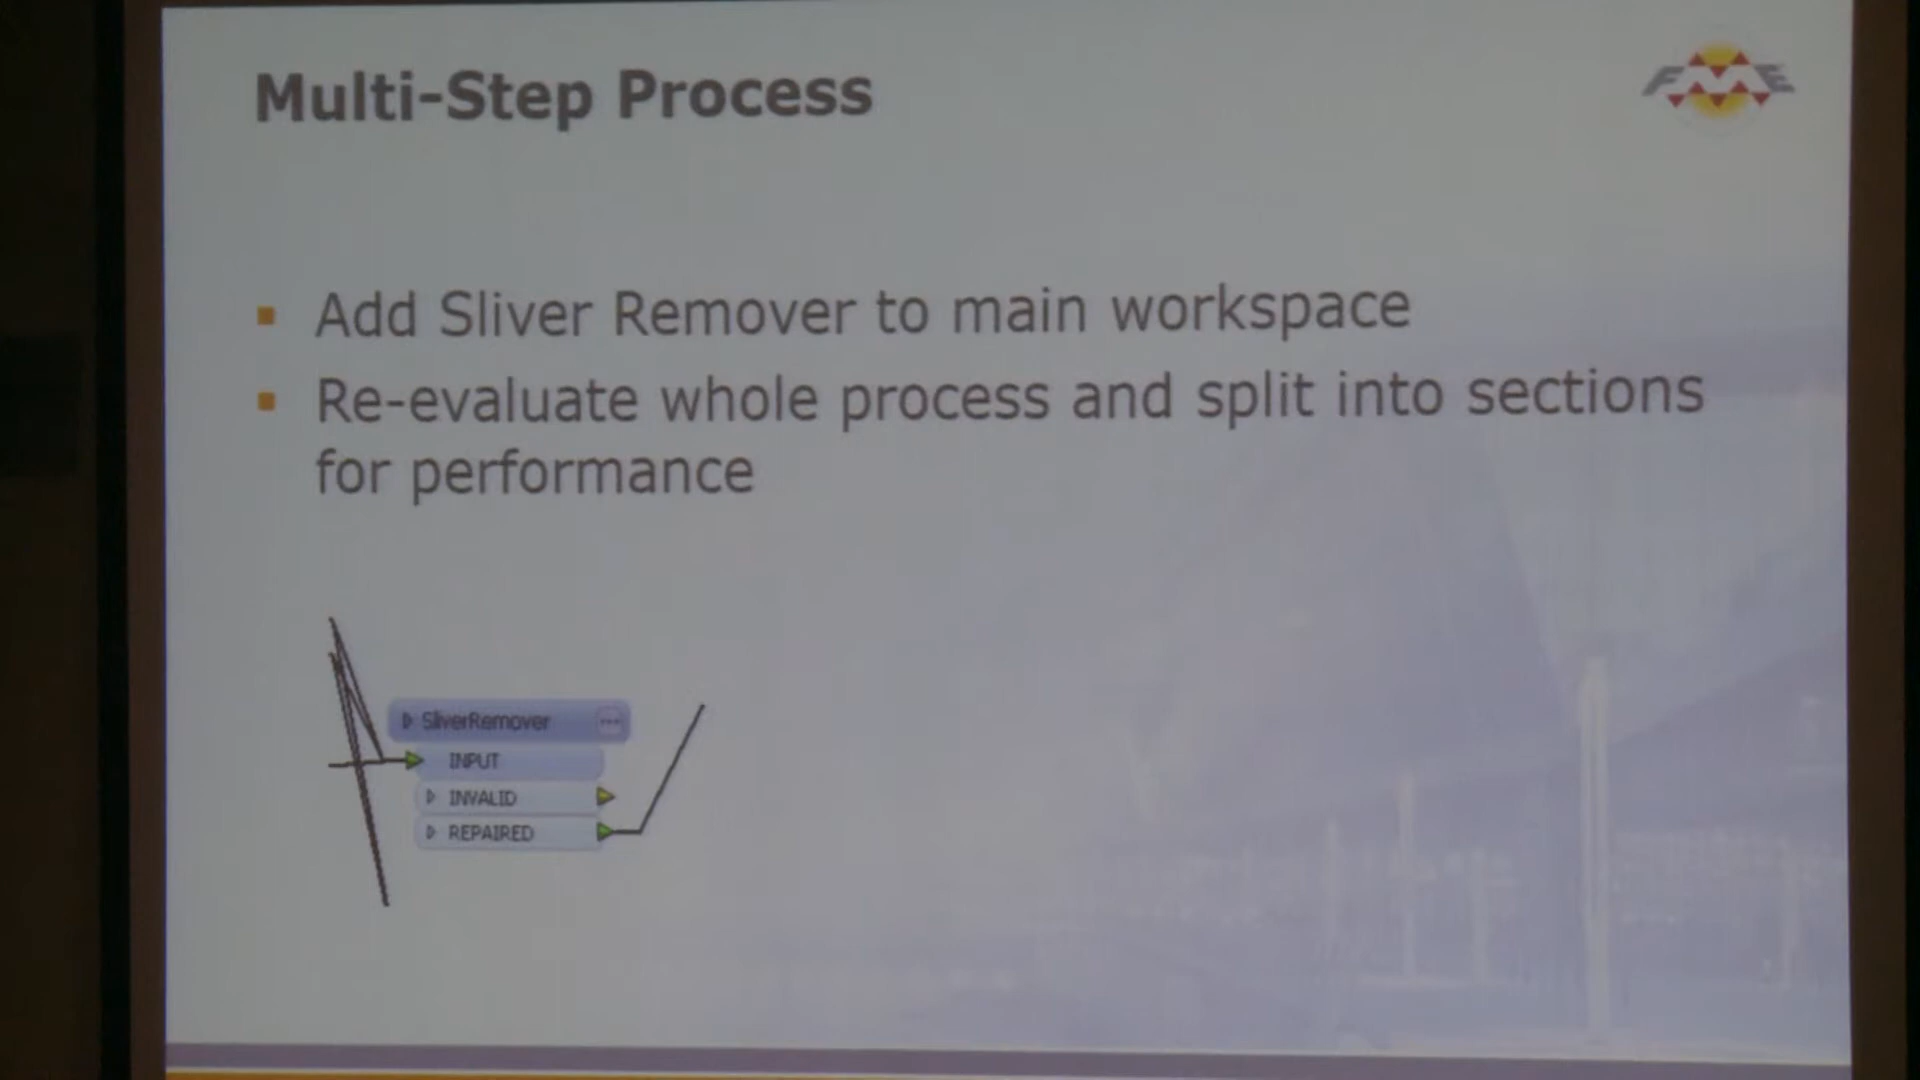 Multi-Step Process
FME
Add Sliver Remover to main workspace
Re-evaluate whole process and split into sections
for performance
SliverRemover
INPUT
INVALID
REPAIRED